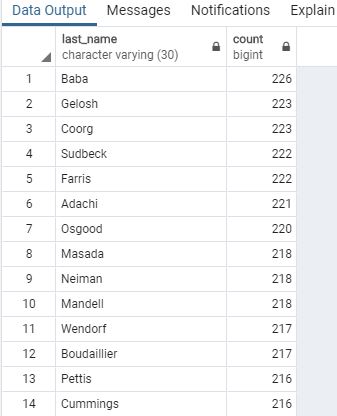 Data Output Messages Notifications Explain
last_name count
character varying (30) bigint
1 Baba 226
2 Gelosh 223
3 Coorg 223
4 Sudbeck 222
5 Farris 222
6 Adachi 221
7 Osgood 220
8 Masada 218
9 Neiman 218
10 Mandell 218
11 Wendorf 217
12 Boudaillier 217
13 Pettis 216
14 Cummings 216